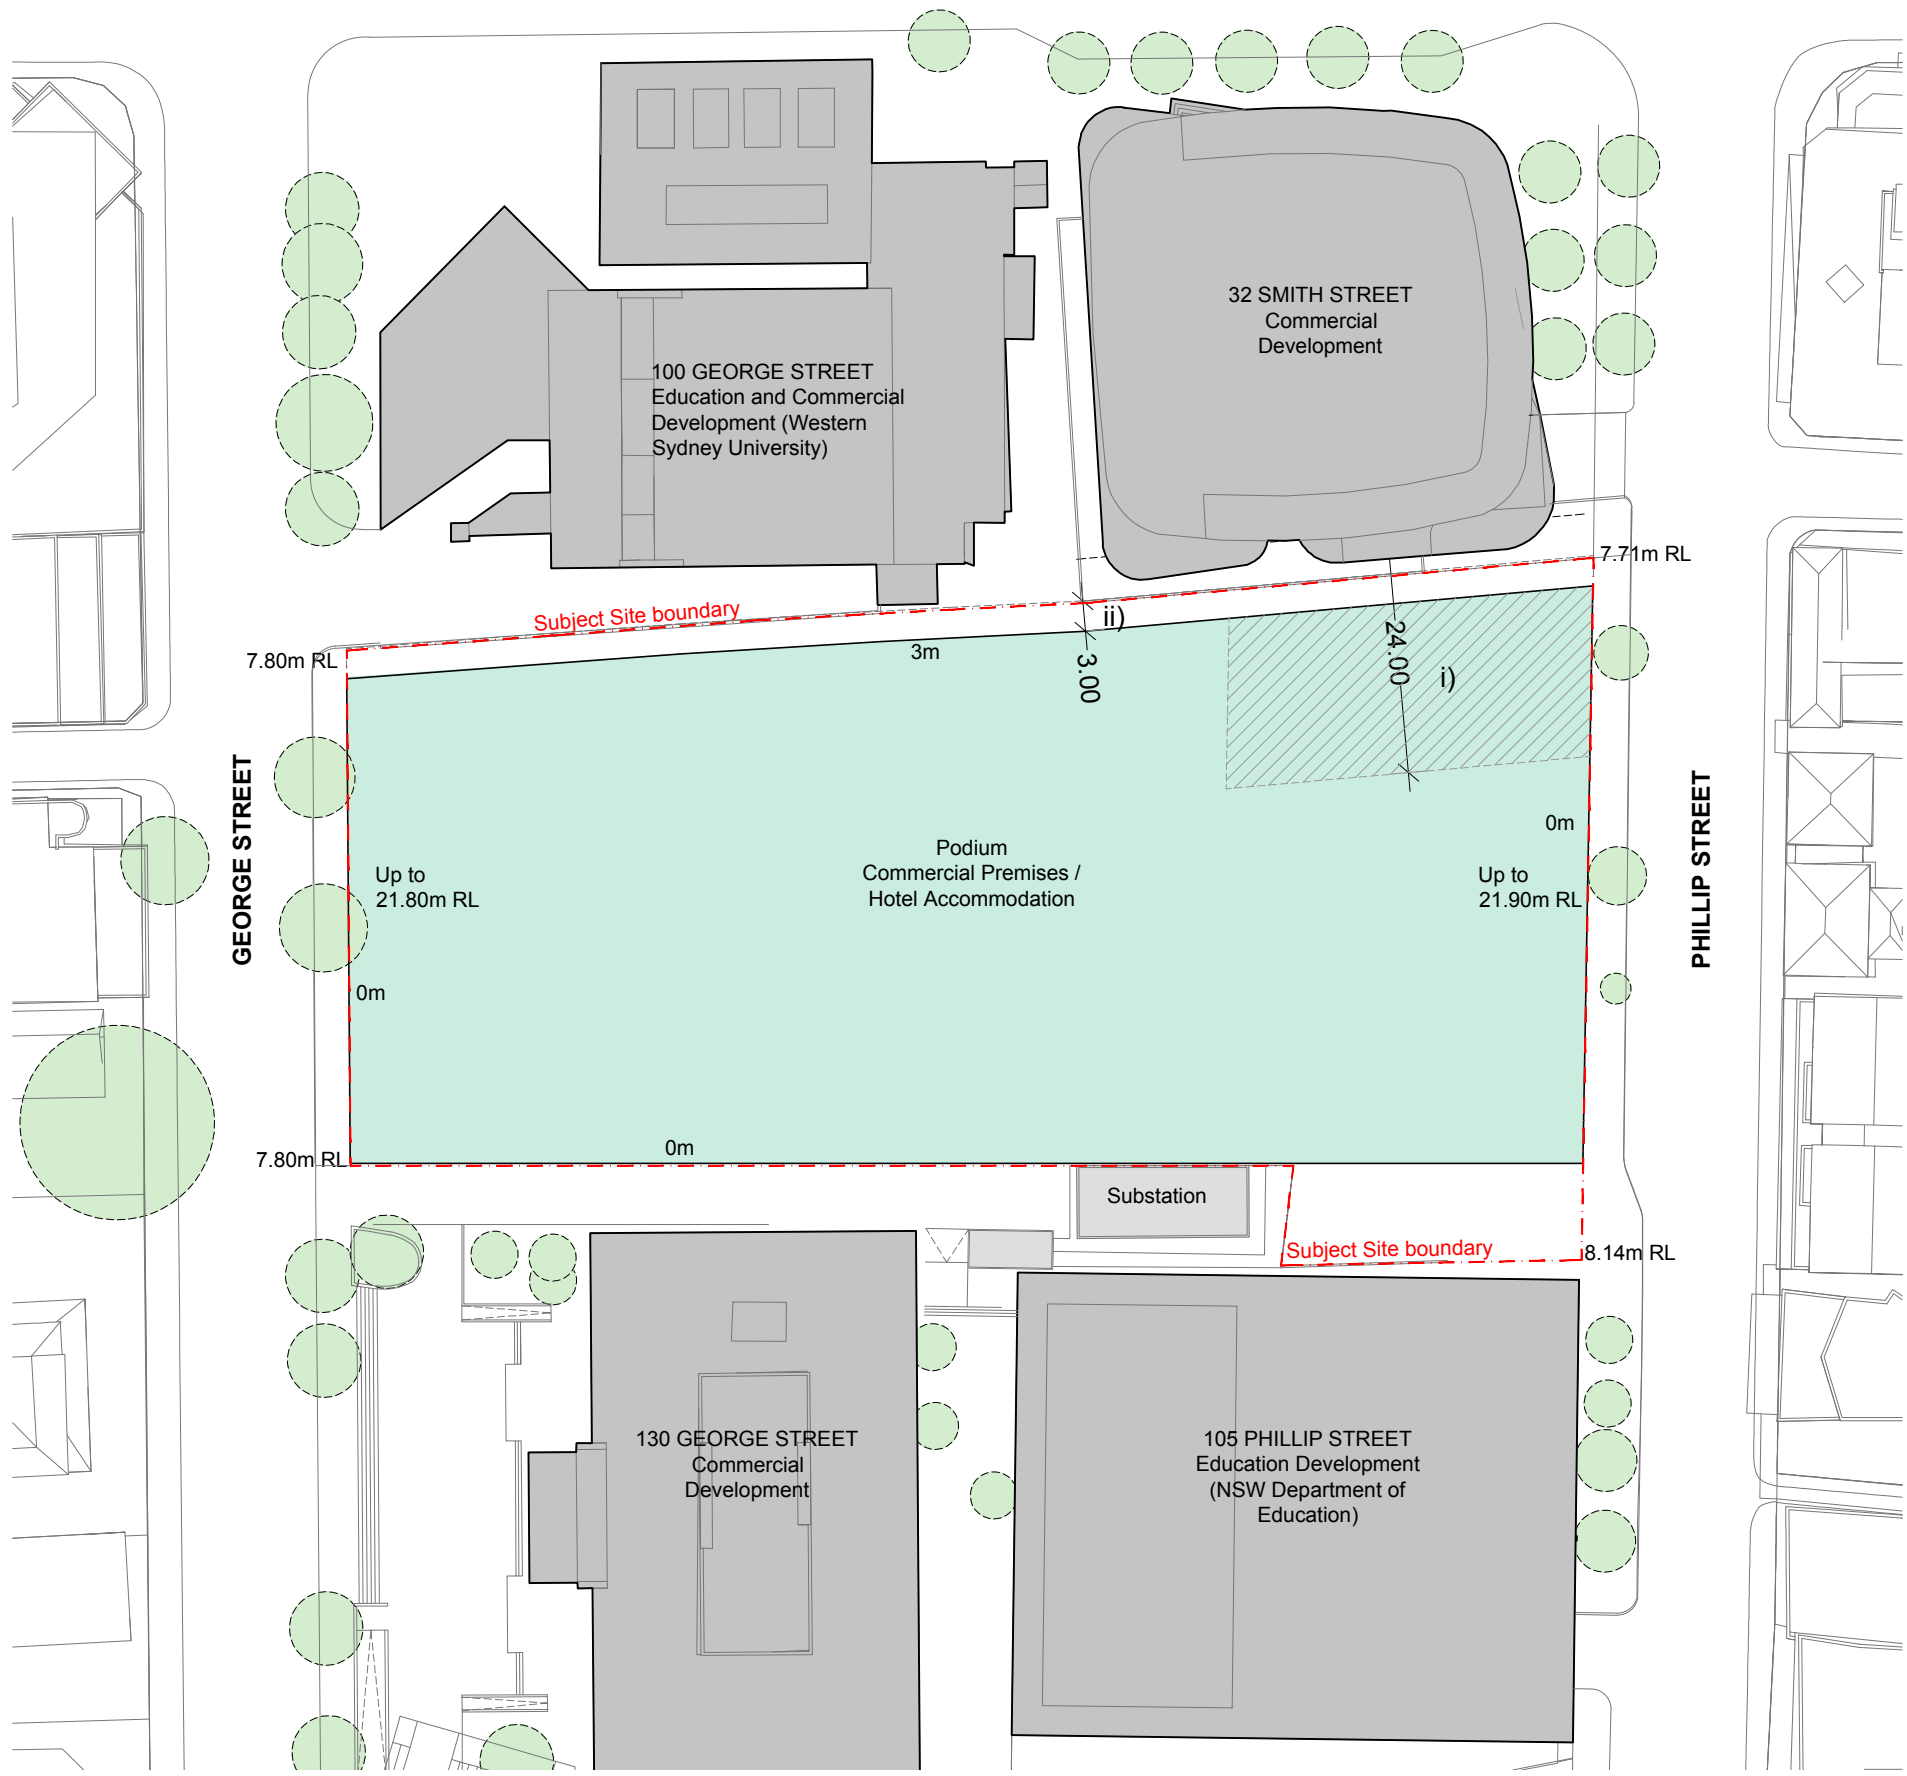 32 SMITH STREET
Commercial
Development
100 GEORGE STREET
Education and Commercial
Development (Western
Sydney University)
7.71m RL
Subject Site boundary
ii)
7.80m RL
3m
3.00
24.00
i)
GEORGE STREET
PHILLIP STREET
0m
Podium
Commercial Premises /
Hotel Accommodation
Up to
21.80m RL
Up to
21.90m RL
0m
0m
7.80m RL
Substation
Subject Site boundary
8.14m RL
130 GEORGE STREET
Commercial
Development
105 PHILLIP STREET
Education Development
(NSW Department of
Education)